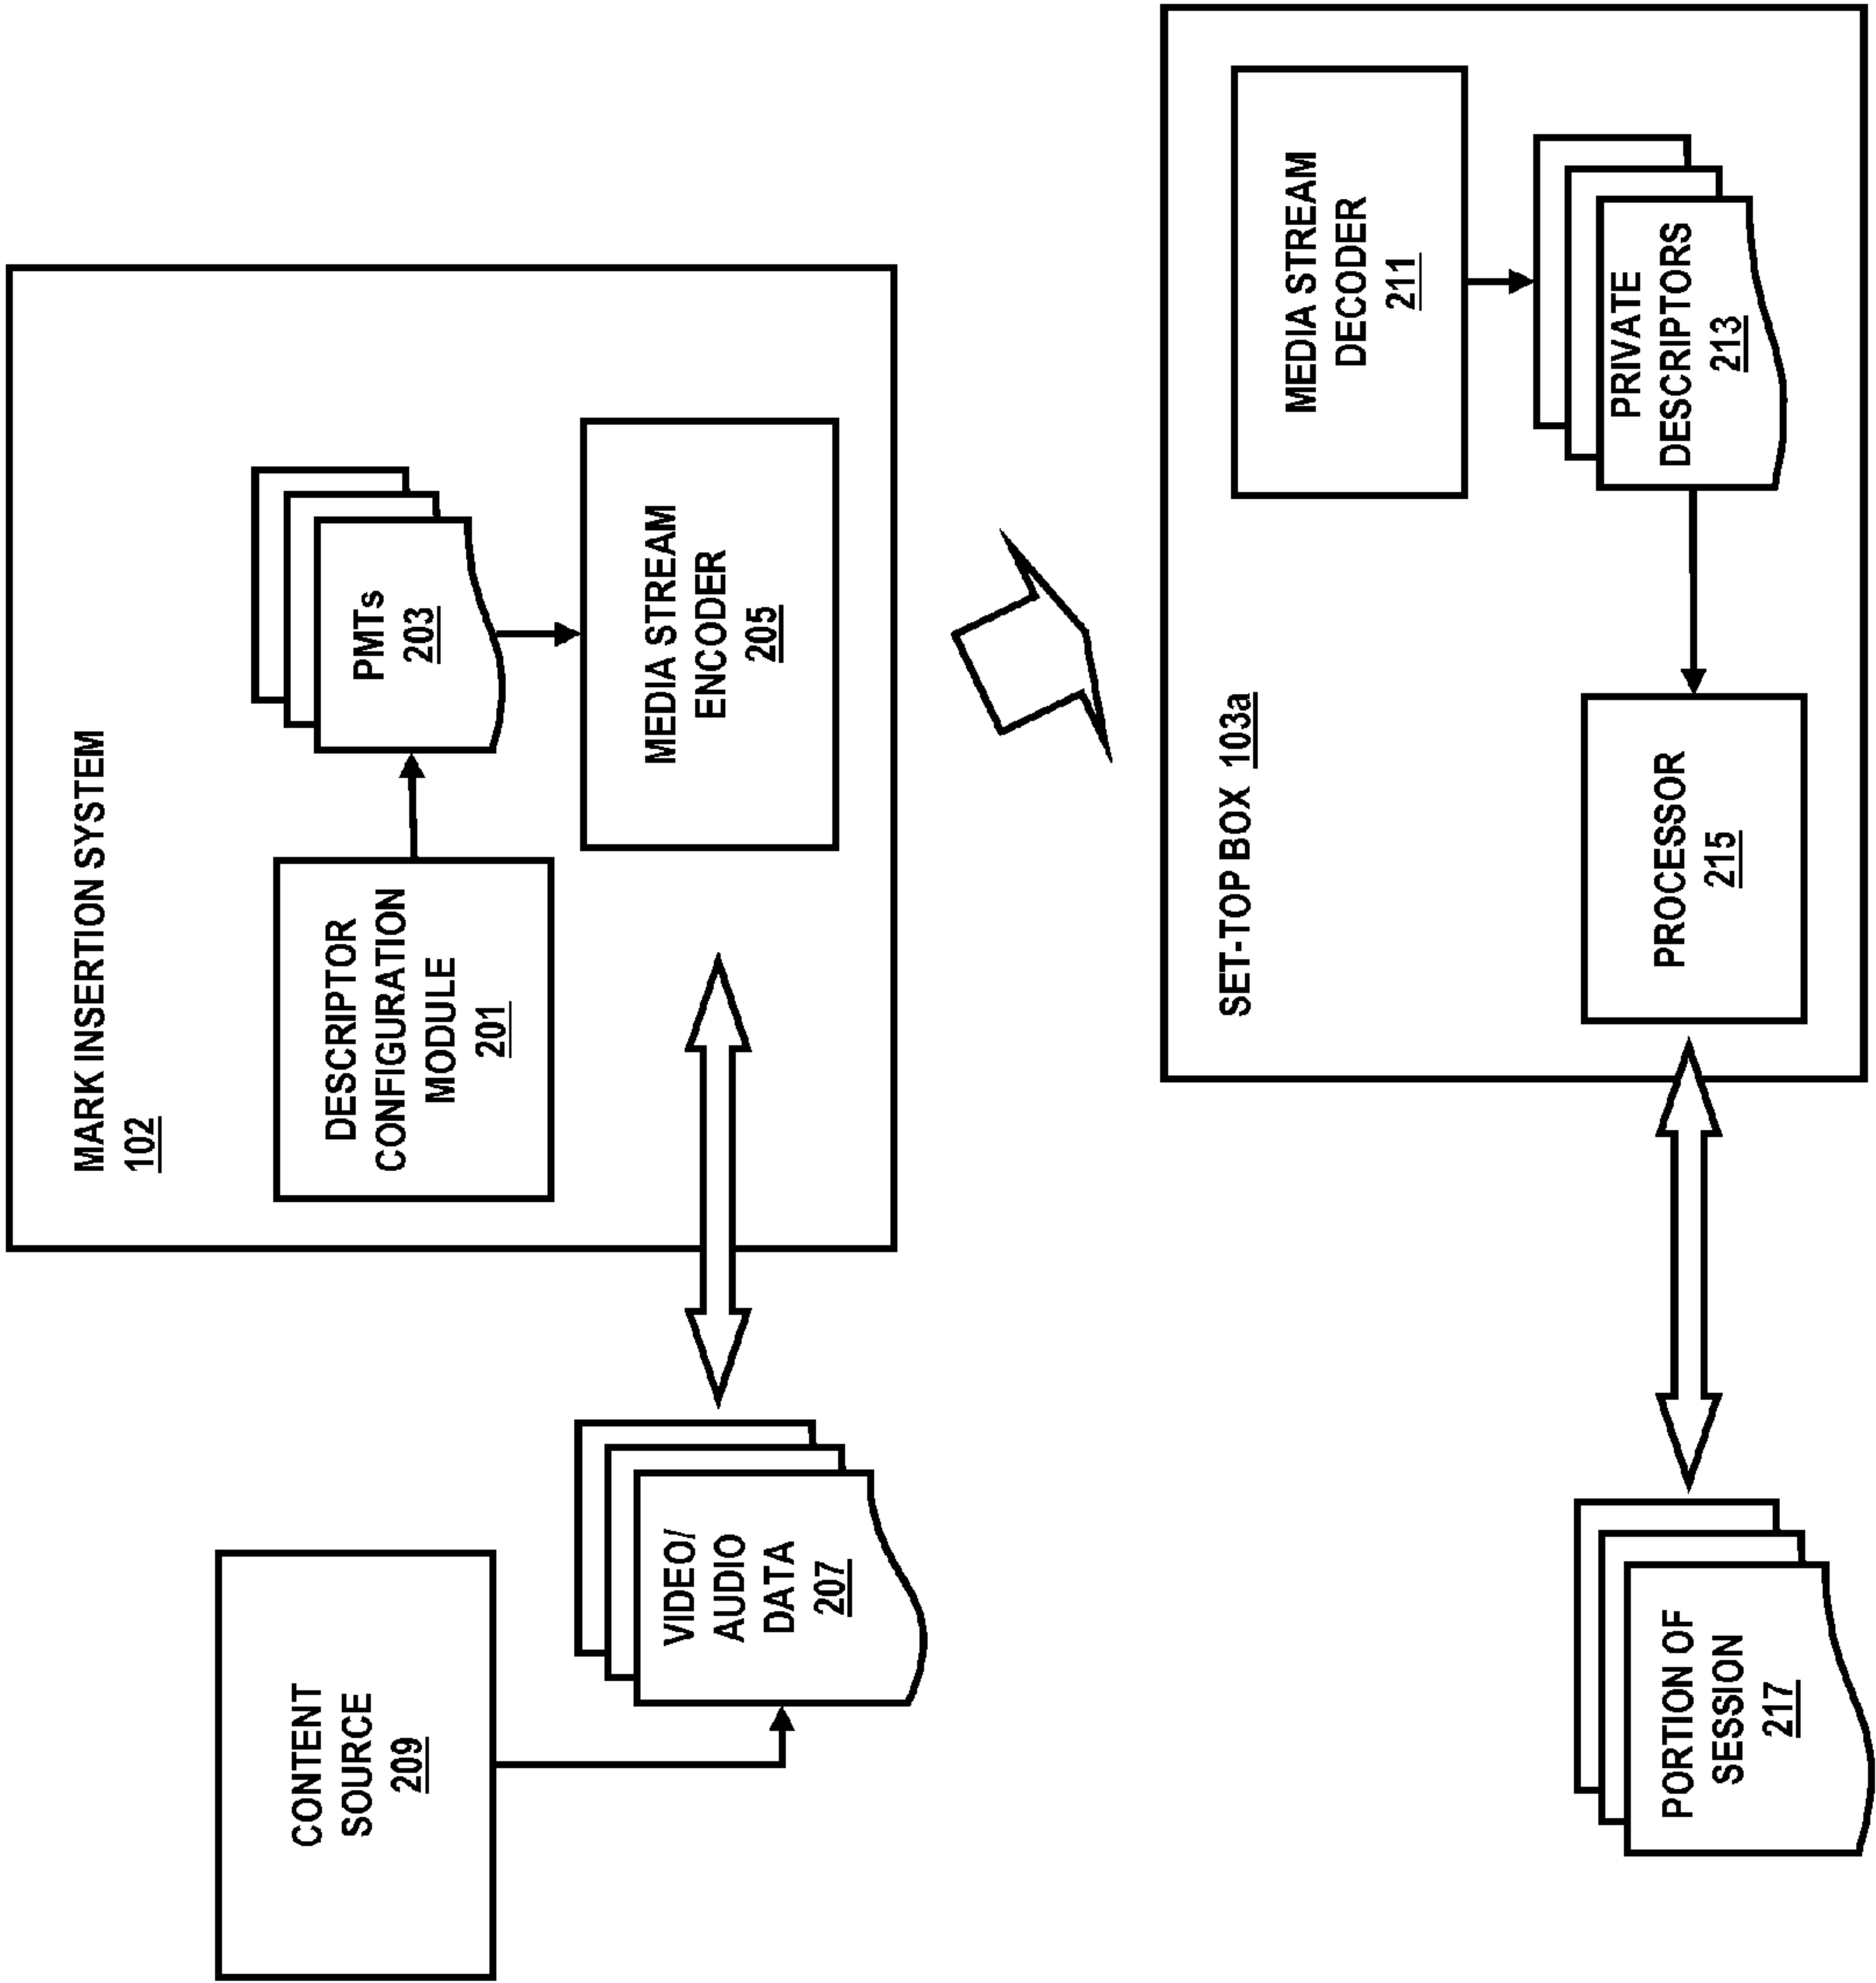 MARK INSERTION SYSTEM
102
CONTENT
SOURCE
209
DESCRIPTOR
CONFIGURATION
MODULE
201
PMTs
203
VIDEO/
AUDIO
DATA
207
MEDIA STREAM
ENCODER
205
SET-TOP BOX 103a
MEDIA STREAM
DECODER
211
PORTION OF
SESSION
217
PROCESSOR
215
PRIVATE
DESCRIPTORS
213